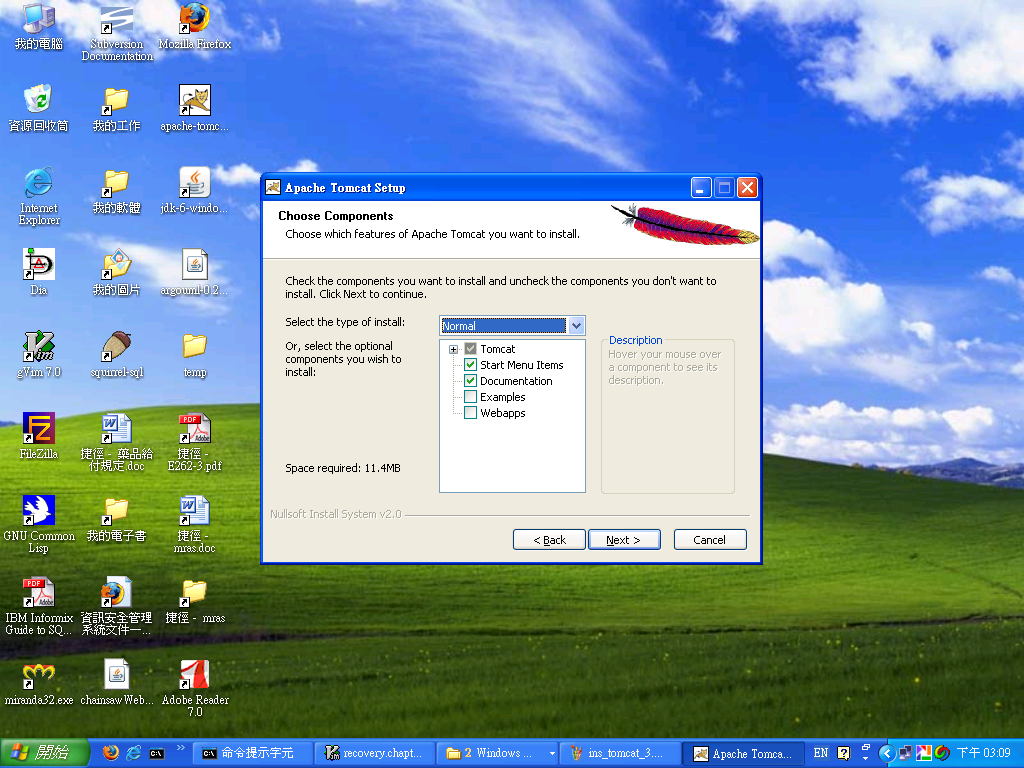 我的電腦
Subversion
Documentation
Mozilla Firefox
資源回收筒
我的工作
apache-tomc...
Internet
Explorer
我的軟體
jdk-6-windo...
Dia
我的圖片
argouml-0.2...
gVim 7.0
squirrel-sql
temp
FileZilla
捷徑 - 藥品給
付規定.doc
捷徑 -
E262-3.pdf
GNU Common
Lisp
我的電子書
捷徑 -
mras.doc
IBM Informix
Guide to SQ...
資訊安全管理
系統文件一...
捷徑 - mras
miranda32.exe
chainsaw Web...
Adobe Reader
7.0
Apache Tomcat Setup
Choose Components
Choose which features of Apache Tomcat you want to install.
Check the components you want to install and uncheck the components you don't want to
install. Click Next to continue.
Select the type of install:
Normal
Or, select the optional
components you wish to
install:
Tomcat
Start Menu Items
Documentation
Examples
Webapps
Description
Hover your mouse over
a component to see its
description.
Space required: 11.4MB
Nullsoft Install System v2.0
< Back
Next >
Cancel
開始
命令提示字元
recovery.chapt...
2 Windows ...
ins_tomcat_3....
Apache Tomca...
EN
下午 03:09